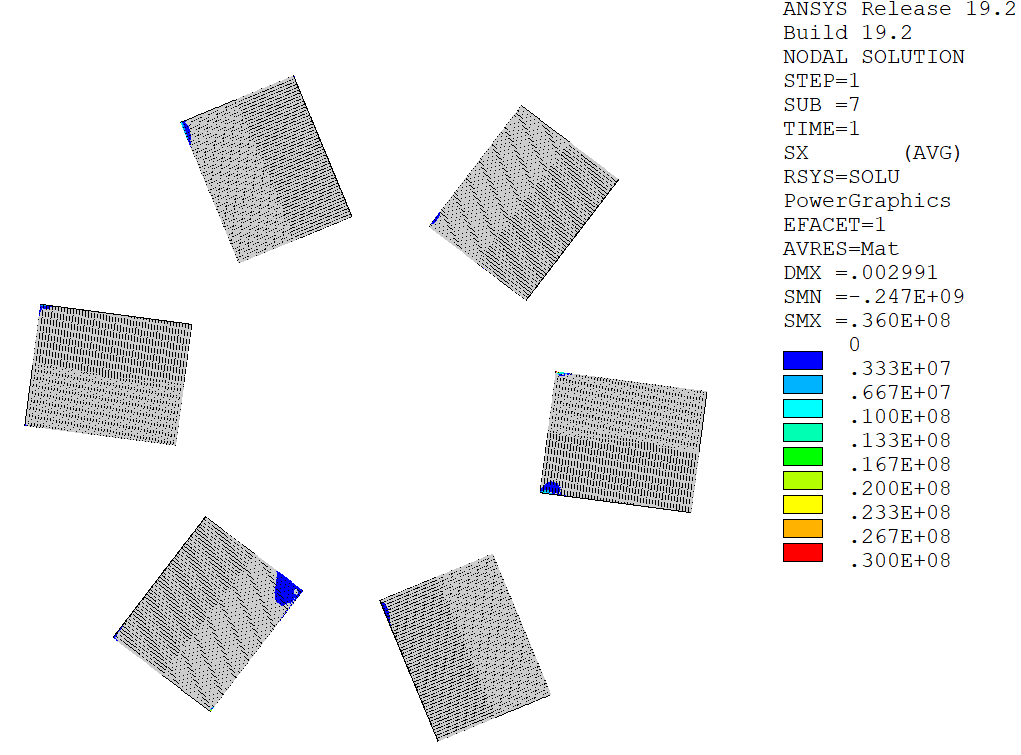 ANSYS Release 19.2
Build 19.2
NODAL SOLUTION
STEP=1
SUB =7
TIME=1
SX (AVG)
RSYS=SOLU
PowerGraphics
EFACET=1
AVRES=Mat
DMX =.002991
SMN =-.247E+09
SMX =.360E+08
0
.333E+07
.667E+07
.100E+08
.133E+08
.167E+08
.200E+08
.233E+08
.267E+08
.300E+08